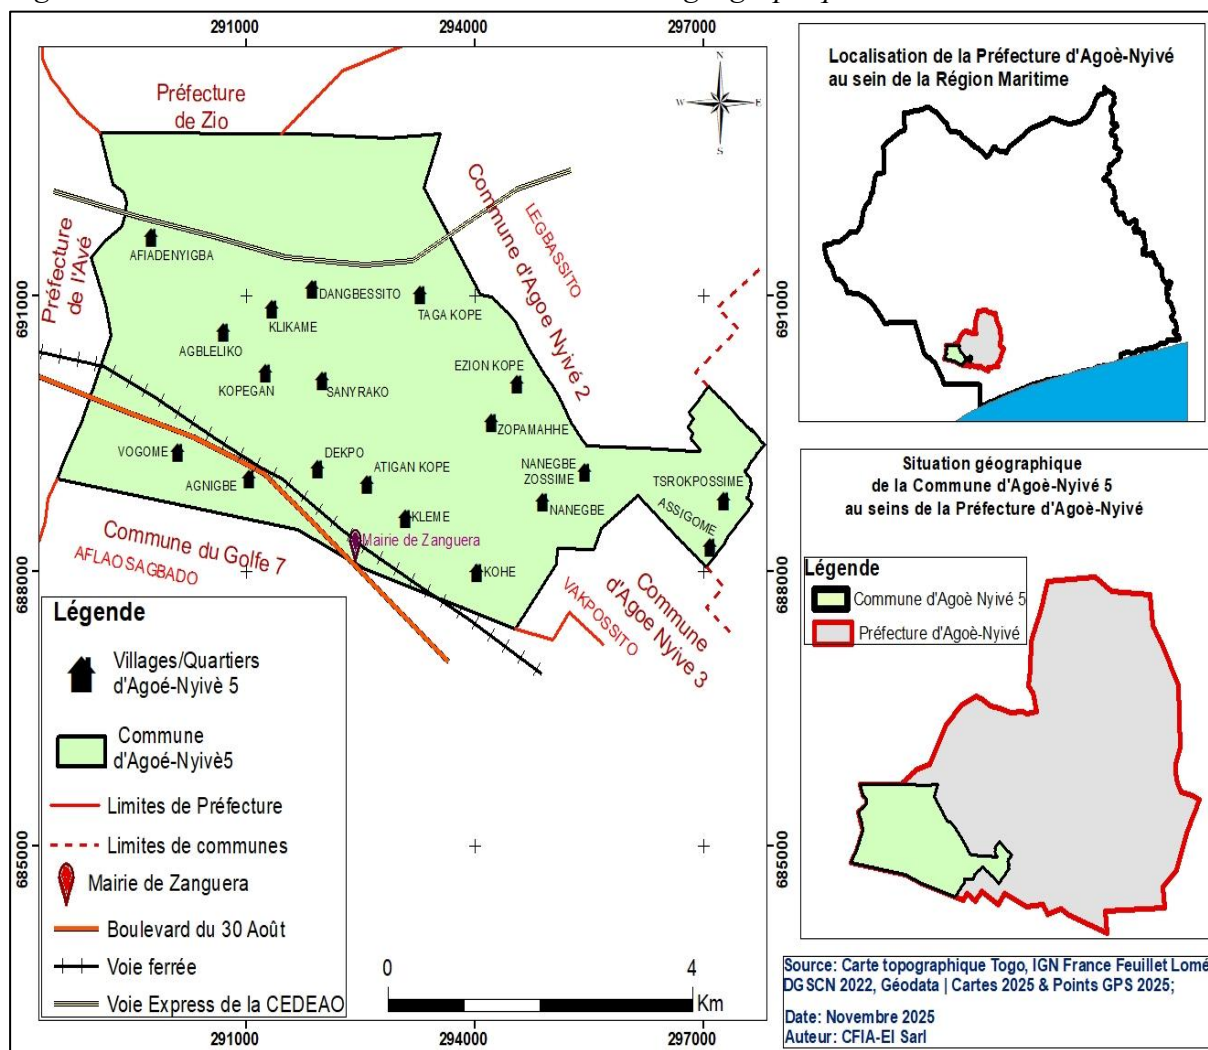 291000 294000 297000
N
W E
S
Préfecture
de Zio
Préfecture
de l'Avé
Commune d'Agoe Nyivé 2
LEGBASSITO
691000
691000
AFIADENYIGBA
DANGBESSITO
KLIKAME
TAGA KOPE
AGBLELIKO
KOPEGAN
SANYRAKO
EZION KOPE
ZOPAMAHHE
VOGOME
AGNIGBE
DEKPO
ATIGAN KOPE
NANEGBE
ZOSSIME
NANEGBE
TSROKPOSSIME
ASSIGOME
KLEME
Mairie de Zanguera
KOHE
Commune du Golfe 7
AFLAO SAGBADO
VAKPOSSITO
Commune
d'Agoe Nyive 3
688000
688000
Légende
Villages/Quartiers
d'Agoé-Nyivè 5
Commune
d'Agoé-Nyivè5
Limites de Préfecture
Limites de communes
Mairie de Zanguera
Boulevard du 30 Août
Voie ferrée
Voie Express de la CEDEAO
685000
685000
0 4
Km
291000 294000 297000
Localisation de la Préfecture d'Agoè-Nyivé
au sein de la Région Maritime
Situation géographique
de la Commune d'Agoè-Nyivé 5
au seins de la Préfecture d'Agoè-Nyivé
Légende
Commune d'Agoè Nyivé 5
Préfecture d'Agoè-Nyivé
Source: Carte topographique Togo, IGN France Feuillet Lomé
DGSCN 2022, Géodata | Cartes 2025 & Points GPS 2025;
Date: Novembre 2025
Auteur: CFIA-EI Sarl